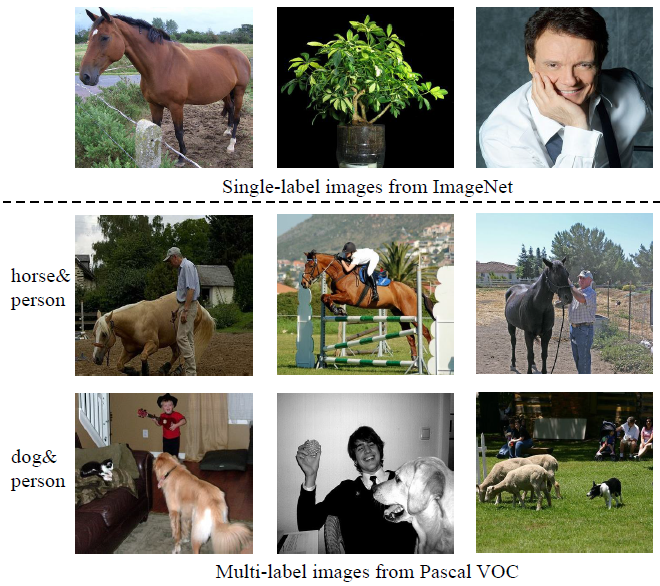 Single-label images from ImageNet
horse&
person
dog&
person
Multi-label images from Pascal VOC